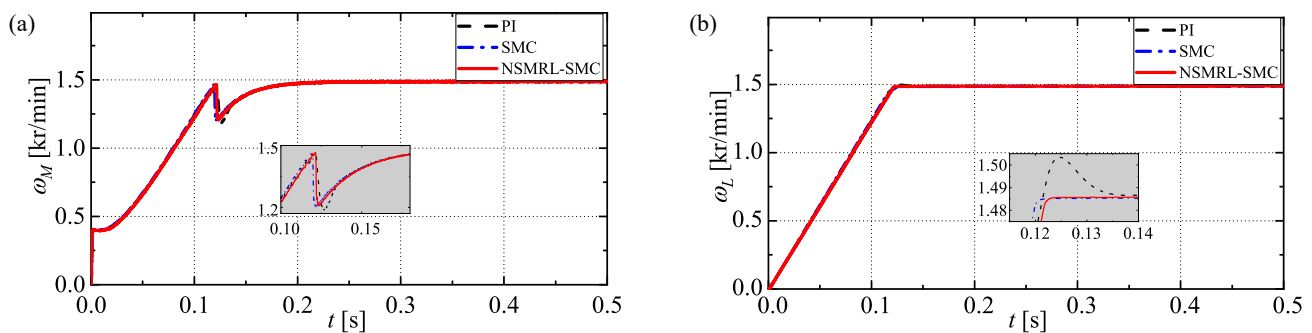 (a)
2.0
1.5
1.0
0.5
0.0
ω_M [kr/min]
PI
SMC
NSMRL-SMC
1.5
1.2
0.10 0.15
0.0 0.1 0.2 0.3 0.4 0.5
t [s]
(b)
1.5
1.0
0.5
0.0
ω_L [kr/min]
PI
SMC
NSMRL-SMC
1.50
1.49
1.48
0.12 0.13 0.14
0.0 0.1 0.2 0.3 0.4 0.5
t [s]